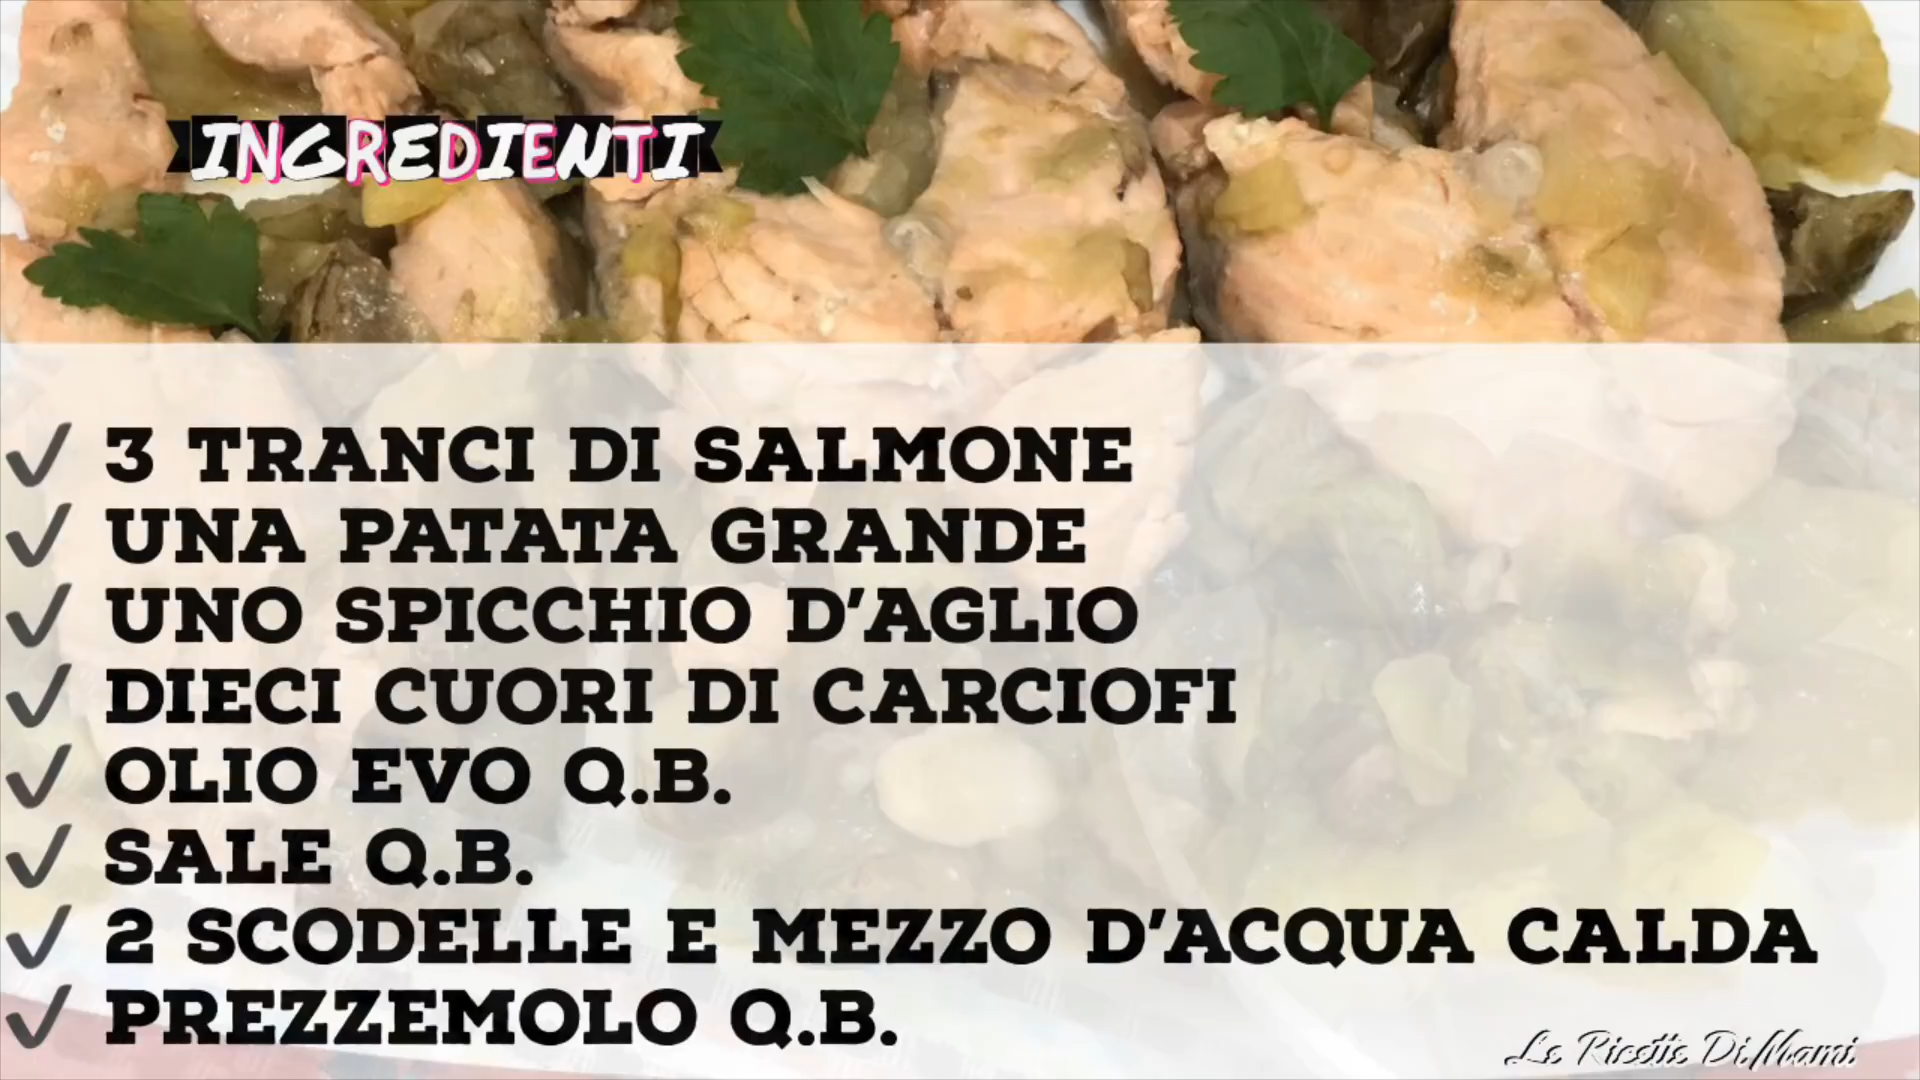 INGREDIENTI
✓ 3 TRANCI DI SALMONE
✓ UNA PATATA GRANDE
✓ UNO SPICCHIO D'AGLIO
✓ DIECI CUORI DI CARCIOFI
✓ OLIO EVO Q.B.
✓ SALE Q.B.
✓ 2 SCODELLE E MEZZO D'ACQUA CALDA
✓ PREZZEMOLO Q.B.
Le Ricette Di Mami